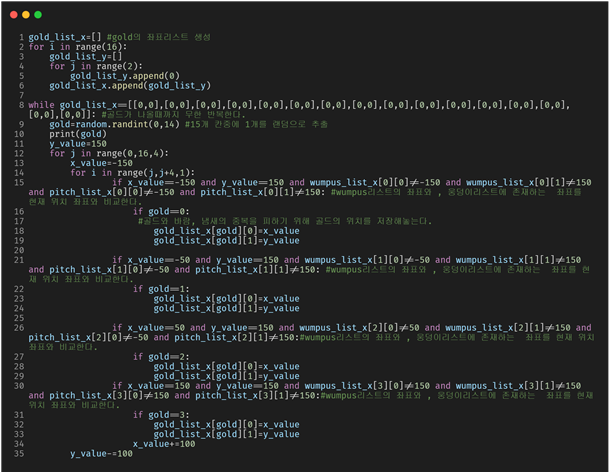 1 gold_list_x=[] #gold의 좌표리스트 생성
2 for i in range(16):
3 gold_list_y=[]
4 for j in range(2):
5 gold_list_y.append(0)
6 gold_list_x.append(gold_list_y)
7
8 while gold_list_x==[[0,0],[0,0],[0,0],[0,0],[0,0],[0,0],[0,0],[0,0],[0,0],[0,0],[0,0],[0,0],[0,0],[0,0],
[0,0],[0,0]]: #골드가 나올때까지 무한 반복한다.
9 gold=random.randint(0,14) #15개 칸중에 1개를 랜덤으로 추출
10 print(gold)
11 y_value=150
12 for j in range(0,16,4):
13 x_value=-150
14 for i in range(j,j+4,1):
15 if x_value==-150 and y_value==150 and wumpus_list_x[0][0]≠-150 and wumpus_list_x[0][1]≠150
and pitch_list_x[0][0]≠-150 and pitch_list_x[0][1]≠150: #wumpus리스트의 좌표와 , 웅덩이리스트에 존재하는 좌표를
현재 위치 좌표와 비교한다.
16 if gold==0:
17 #골드와 바람, 냄새의 중복을 피하기 위해 골드의 위치를 저장해놓는다.
18 gold_list_x[gold][0]=x_value
19 gold_list_x[gold][1]=y_value
20
21 if x_value==-50 and y_value==150 and wumpus_list_x[1][0]≠-50 and wumpus_list_x[1][1]≠150
and pitch_list_x[1][0]≠-50 and pitch_list_x[1][1]≠150: #wumpus리스트의 좌표와 , 웅덩이리스트에 존재하는 좌표를 현
재 위치 좌표와 비교한다.
22 if gold==1:
23 gold_list_x[gold][0]=x_value
24 gold_list_x[gold][1]=y_value
25
26 if x_value==50 and y_value==150 and wumpus_list_x[2][0]≠50 and wumpus_list_x[2][1]≠150 and
pitch_list_x[2][0]≠-50 and pitch_list_x[2][1]≠150:#wumpus리스트의 좌표와 , 웅덩이리스트에 존재하는 좌표를 현재 위치
좌표와 비교한다.
27 if gold==2:
28 gold_list_x[gold][0]=x_value
29 gold_list_x[gold][1]=y_value
30 if x_value==150 and y_value==150 and wumpus_list_x[3][0]≠150 and wumpus_list_x[3][1]≠150
and pitch_list_x[3][0]≠150 and pitch_list_x[3][1]≠150:#wumpus리스트의 좌표와 , 웅덩이리스트에 존재하는 좌표를 현재
위치 좌표와 비교한다.
31 if gold==3:
32 gold_list_x[gold][0]=x_value
33 gold_list_x[gold][1]=y_value
34 x_value+=100
35 y_value-=100